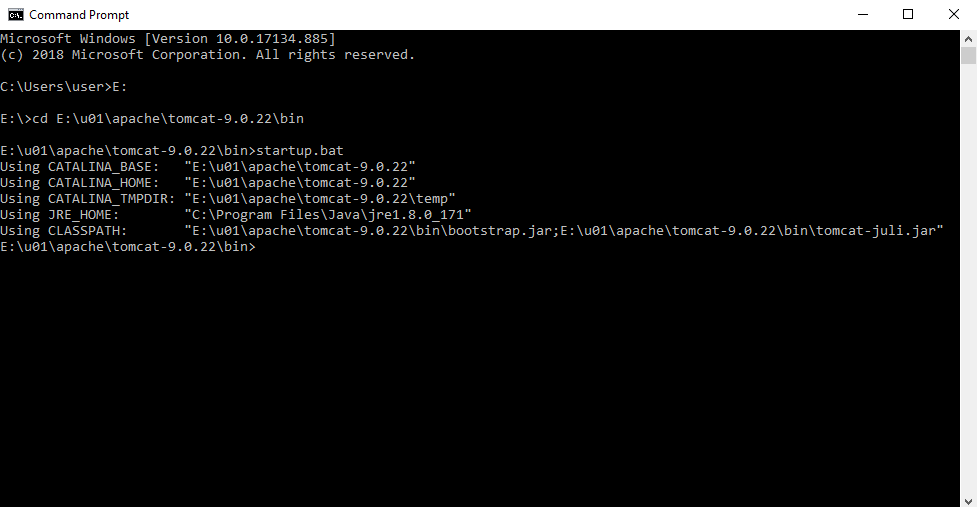 Command Prompt
Microsoft Windows [Version 10.0.17134.885]
(c) 2018 Microsoft Corporation. All rights reserved.
C:\Users\user>E:
E:\>cd E:\u01\apache\tomcat-9.0.22\bin
E:\u01\apache\tomcat-9.0.22\bin>startup.bat
Using CATALINA_BASE:   "E:\u01\apache\tomcat-9.0.22"
Using CATALINA_HOME:   "E:\u01\apache\tomcat-9.0.22"
Using CATALINA_TMPDIR: "E:\u01\apache\tomcat-9.0.22\temp"
Using JRE_HOME:        "C:\Program Files\Java\jre1.8.0_171"
Using CLASSPATH:       "E:\u01\apache\tomcat-9.0.22\bin\bootstrap.jar;E:\u01\apache\tomcat-9.0.22\bin\tomcat-juli.jar"
E:\u01\apache\tomcat-9.0.22\bin>